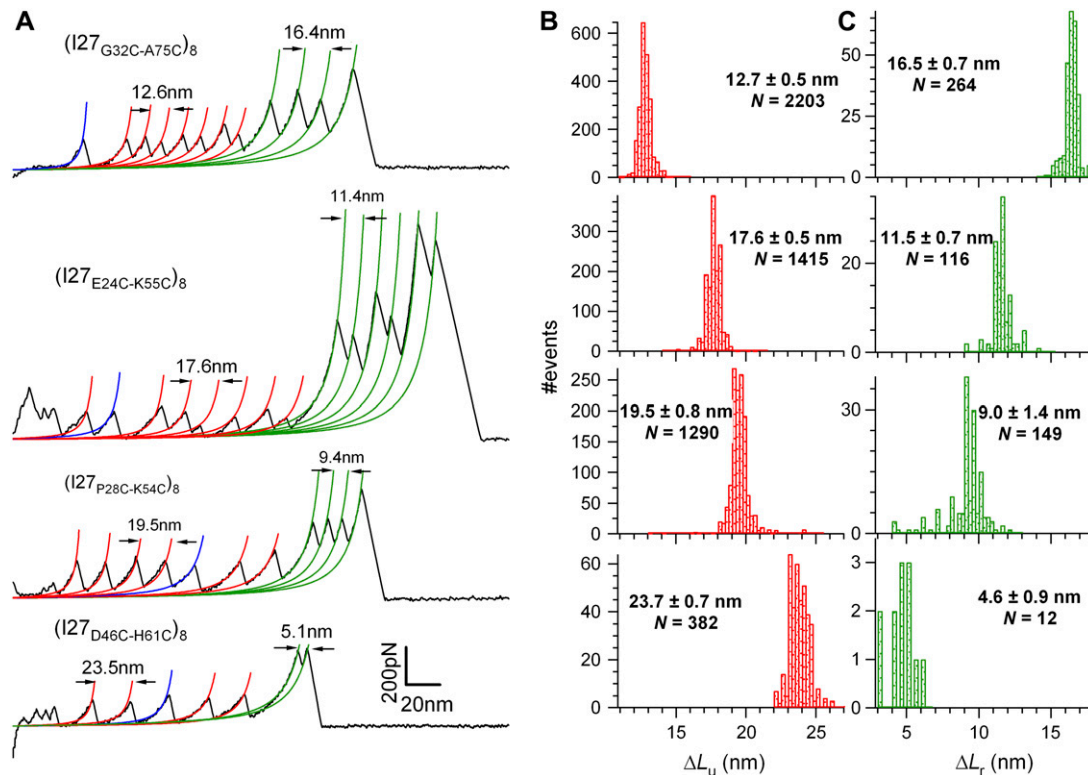 A
(I27G32C-A75C)8
12.6nm
16.4nm
(I27E24C-K55C)8
17.6nm
11.4nm
(I27P28C-K54C)8
19.5nm
9.4nm
(I27D46C-H61C)8
23.5nm
5.1nm
200pN
20nm
B
#events
600
400
200
0
12.7 ± 0.5 nm
N = 2203
300
200
100
0
17.6 ± 0.5 nm
N = 1415
250
200
150
100
50
0
19.5 ± 0.8 nm
N = 1290
60
40
20
0
23.7 ± 0.7 nm
N = 382
15 20 25
ΔLu (nm)
C
50
0
16.5 ± 0.7 nm
N = 264
20
0
11.5 ± 0.7 nm
N = 116
30
0
9.0 ± 1.4 nm
N = 149
3
2
1
0
4.6 ± 0.9 nm
N = 12
5 10 15
ΔLr (nm)